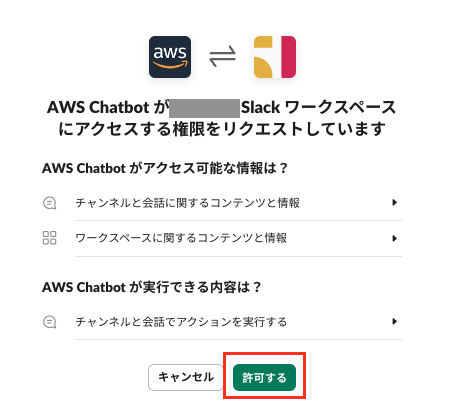 aws
AWS Chatbot が Slack ワークスペース
にアクセスする権限をリクエストしています
AWS Chatbot がアクセス可能な情報は？
チャンネルと会話に関するコンテンツと情報
ワークスペースに関するコンテンツと情報
AWS Chatbot が実行できる内容は？
チャンネルと会話でアクションを実行する
キャンセル 許可する